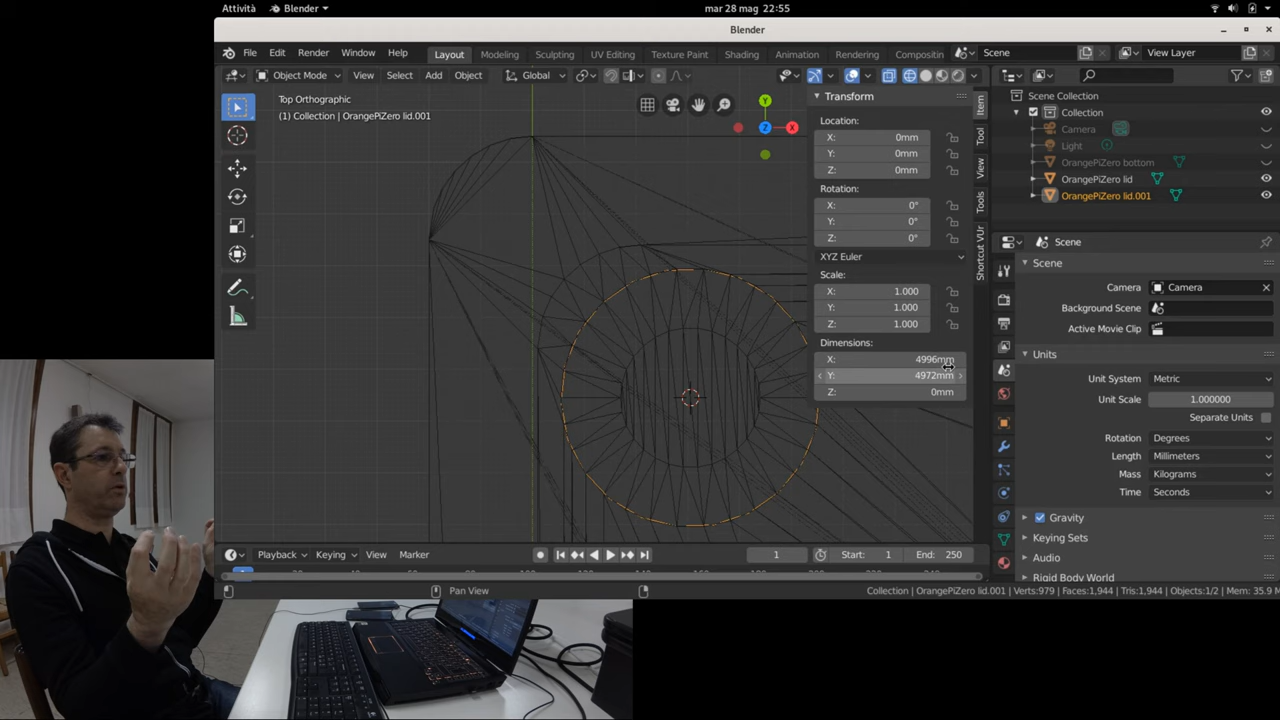 Attività
Blender
mar 28 mag 22:55
Blender
File Edit Render Window Help
Layout Modeling Sculpting UV Editing Texture Paint Shading Animation Rendering Compositin
Scene
View Layer
Object Mode View Select Add Object Global
Top Orthographic
(1) Collection | OrangePiZero lid.001
Y
Z
X
Transform
Location:
X: 0mm
Y: 0mm
Z: 0mm
Rotation:
X: 0°
Y: 0°
Z: 0°
XYZ Euler
Scale:
X: 1.000
Y: 1.000
Z: 1.000
Dimensions:
X: 4996mm
Y: 4972mm
Z: 0mm
Item
Tool
View
Tools
Shortcut VUr
Scene Collection
Collection
Camera
Light
OrangePiZero bottom
OrangePiZero lid
OrangePiZero lid.001
Scene
Scene
Camera Camera
Background Scene
Active Movie Clip
Units
Unit System Metric
Unit Scale 1.000000
Separate Units
Rotation Degrees
Length Millimeters
Mass Kilograms
Time Seconds
Gravity
Keying Sets
Audio
Rigid Body World
Playback Keying View Marker
1
Start: 1
End: 250
Pan View
Collection | OrangePiZero lid.001 | Verts:979 | Faces:1,944 | Tris:1,944 | Objects:1/2 | Mem: 35.9 M